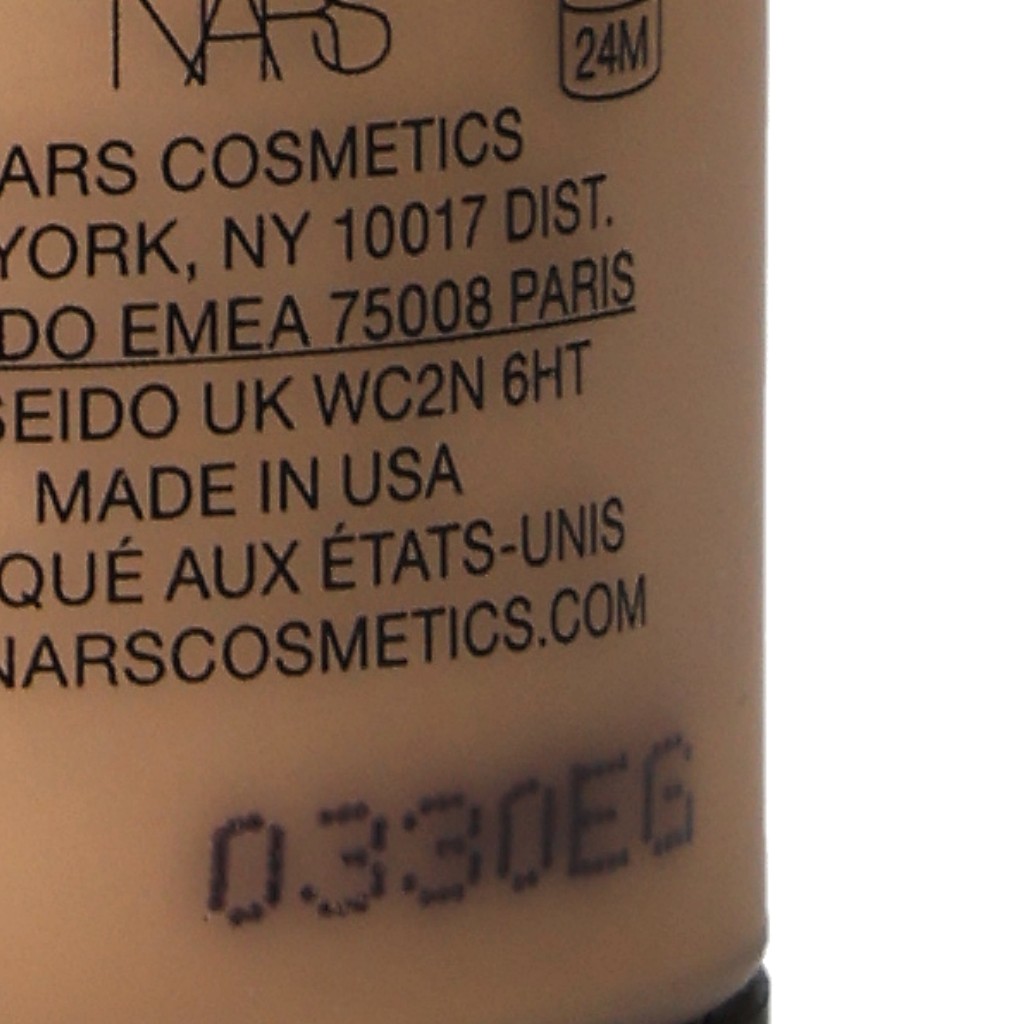 NARS
24M
ARS COSMETICS
YORK, NY 10017 DIST.
DO EMEA 75008 PARIS
SEIDO UK WC2N 6HT
MADE IN USA
QUÉ AUX ÉTATS-UNIS
NARSCOSMETICS.COM
0330EG